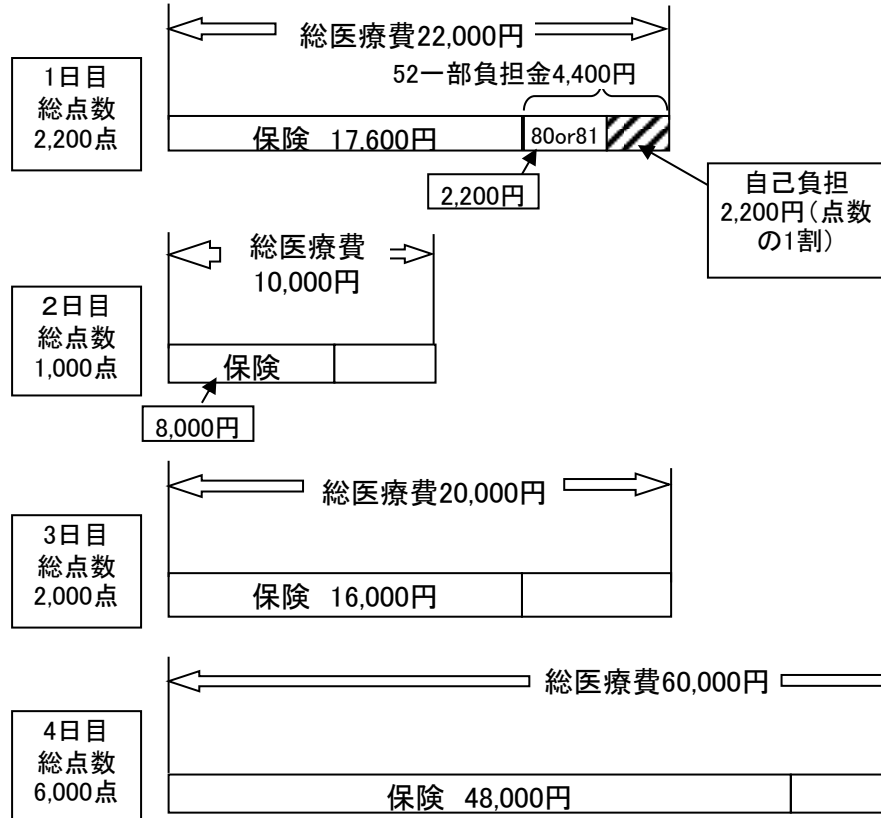 総医療費22,000円
52一部負担金4,400円
1日目
総点数
2,200点
保険 17,600円
80or81
2,200円
自己負担
2,200円(点数
の1割)
総医療費
10,000円
2日目
総点数
1,000点
保険
8,000円
総医療費20,000円
3日目
総点数
2,000点
保険 16,000円
総医療費60,000円
4日目
総点数
6,000点
保険 48,000円